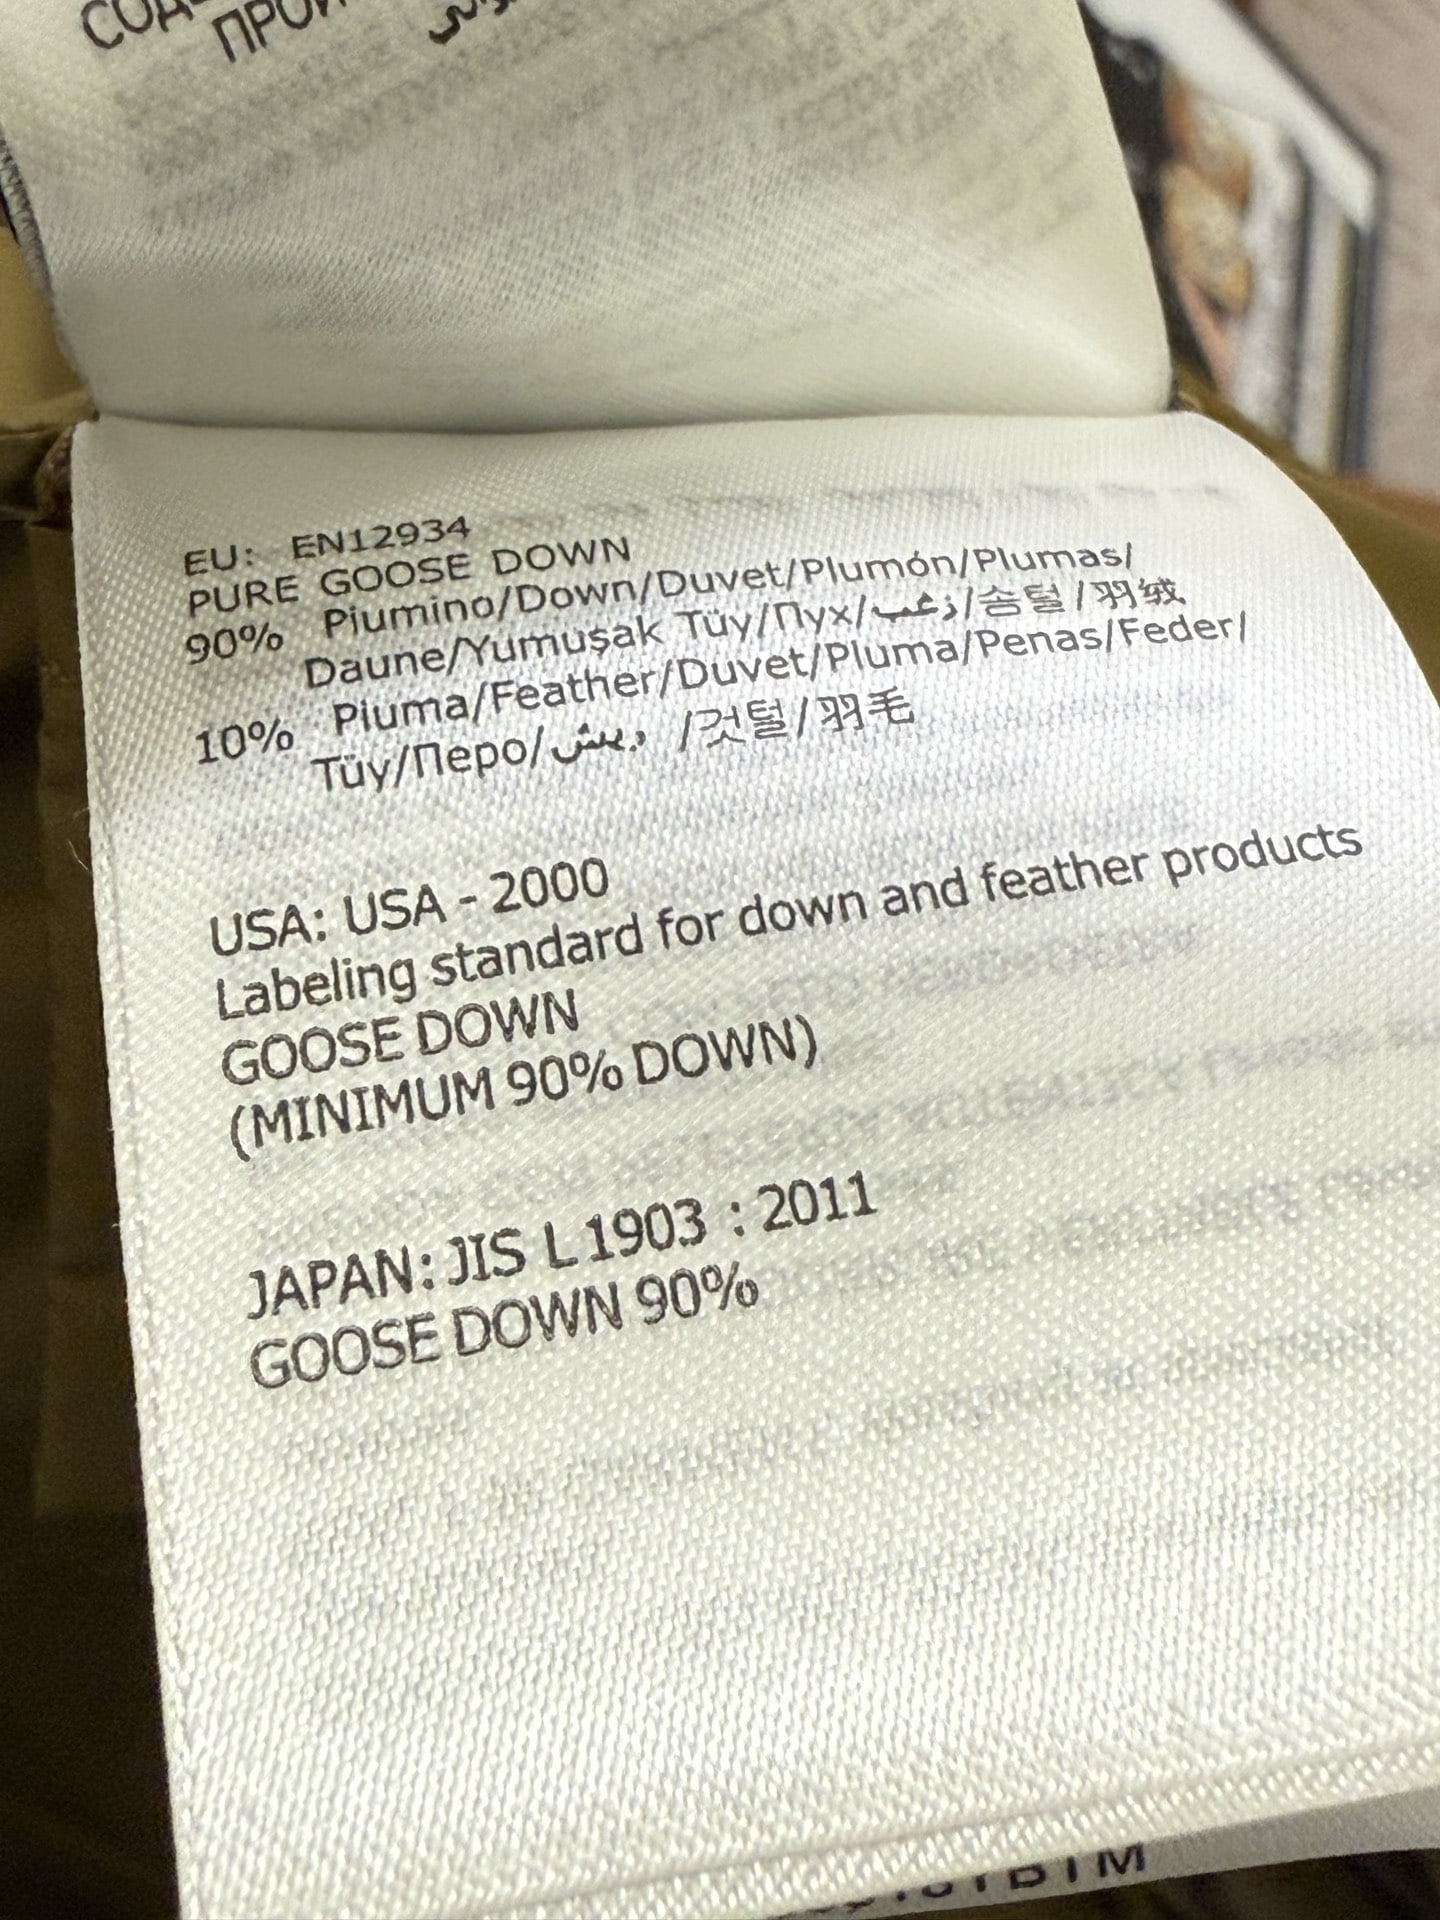 EU: EN12934
PURE GOOSE DOWN
90% Piumino/Down/Duvet/Plumón/Plumas/
Daune/Yumuşak Tüy/Пух/زغب/솜털/羽绒
10% Piuma/Feather/Duvet/Pluma/Penas/Feder/
Tüy/Перо/ريش /깃털/羽毛
USA: USA - 2000
Labeling standard for down and feather products
GOOSE DOWN
(MINIMUM 90% DOWN)
JAPAN: JIS L 1903 : 2011
GOOSE DOWN 90%